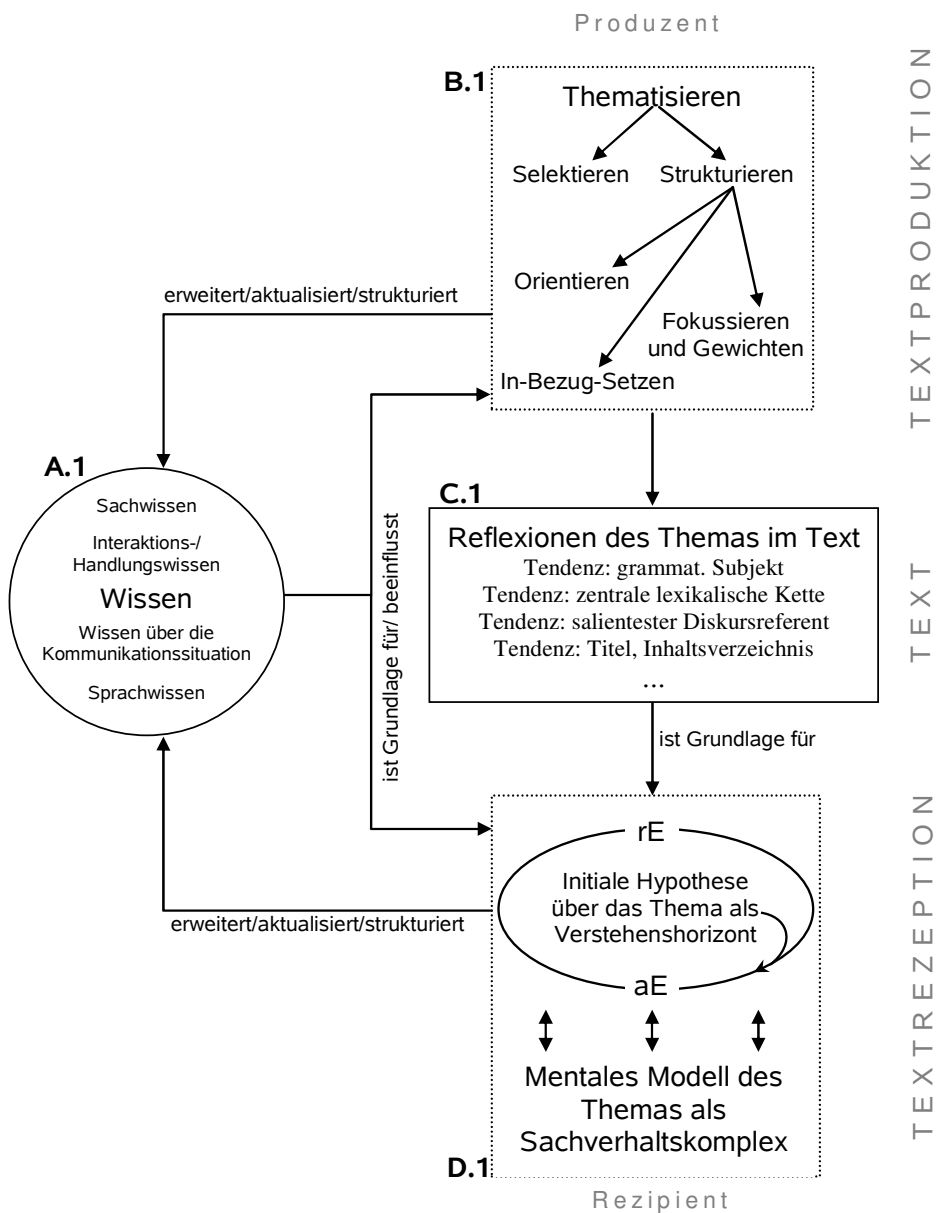 Produzent
B.1
Thematisieren
Selektieren
Strukturieren
Orientieren
Fokussieren
und Gewichten
In-Bezug-Setzen
TEXTPRODUKTION
erweitert/aktualisiert/strukturiert
A.1
Sachwissen
Interaktions-/
Handlungswissen
Wissen
Wissen über die
Kommunikationssituation
Sprachwissen
ist Grundlage für/ beeinflusst
C.1
Reflexionen des Themas im Text
Tendenz: grammat. Subjekt
Tendenz: zentrale lexikalische Kette
Tendenz: salientester Diskursreferent
Tendenz: Titel, Inhaltsverzeichnis
...
TEXT
ist Grundlage für
rE
Initiale Hypothese
über das Thema als
Verstehenshorizont
aE
erweitert/aktualisiert/strukturiert
Mentales Modell des
Themas als
Sachverhaltskomplex
D.1
TEXTREZEPTION
Rezipient